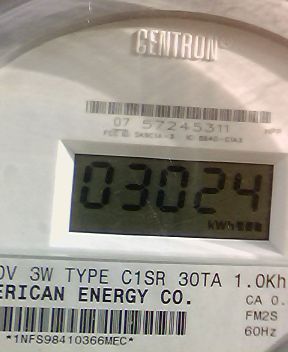 CENTRON®
07 57245311
03024
kWh
0V 3W TYPE C1SR 30TA 1.0Kh
ERICAN ENERGY CO.
CA 0.
FM2S
60Hz
*1NFS98410366MEC*